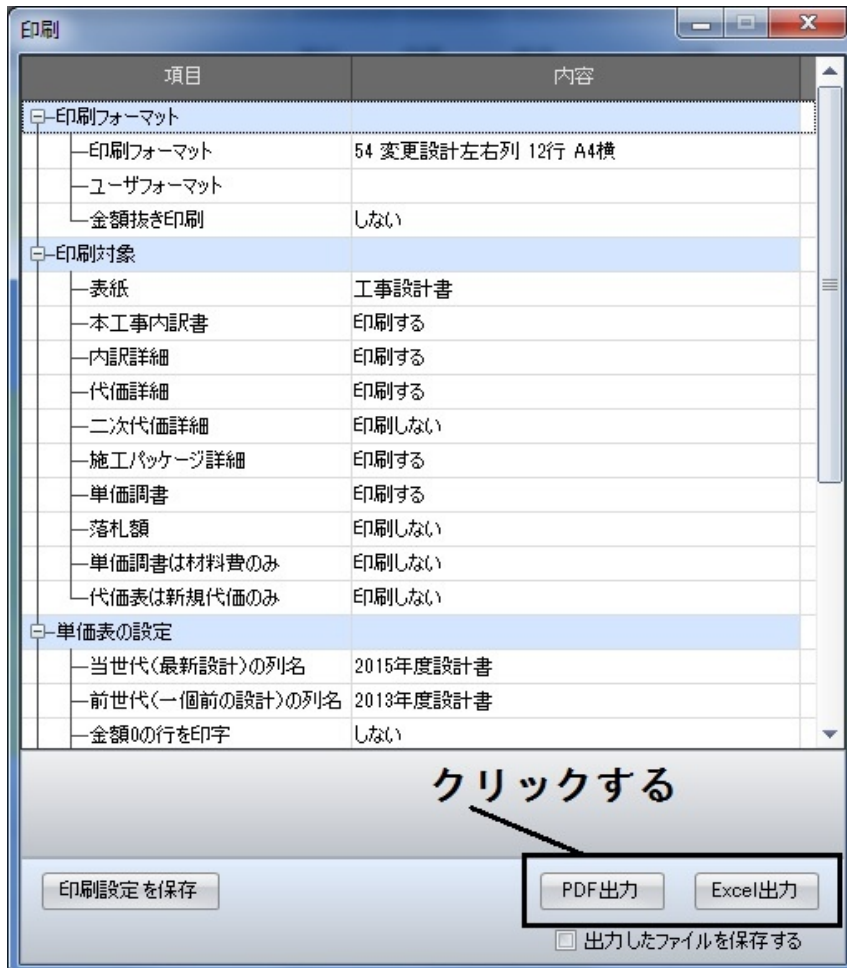 印刷
項目 内容
印刷フォーマット
印刷フォーマット 54 変更設計左右列 12行 A4横
ユーザフォーマット
金額抜き印刷 しない
印刷対象
表紙 工事設計書
本工事内訳書 印刷する
内訳詳細 印刷する
代価詳細 印刷する
二次代価詳細 印刷しない
施工パッケージ詳細 印刷する
単価調書 印刷する
落札額 印刷しない
単価調書は材料費のみ 印刷しない
代価表は新規代価のみ 印刷しない
単価表の設定
当世代(最新設計)の列名 2015年度設計書
前世代(一個前の設計)の列名 2013年度設計書
金額0の行を印字 しない
クリックする
印刷設定を保存 PDF出力 Excel出力
出力したファイルを保存する